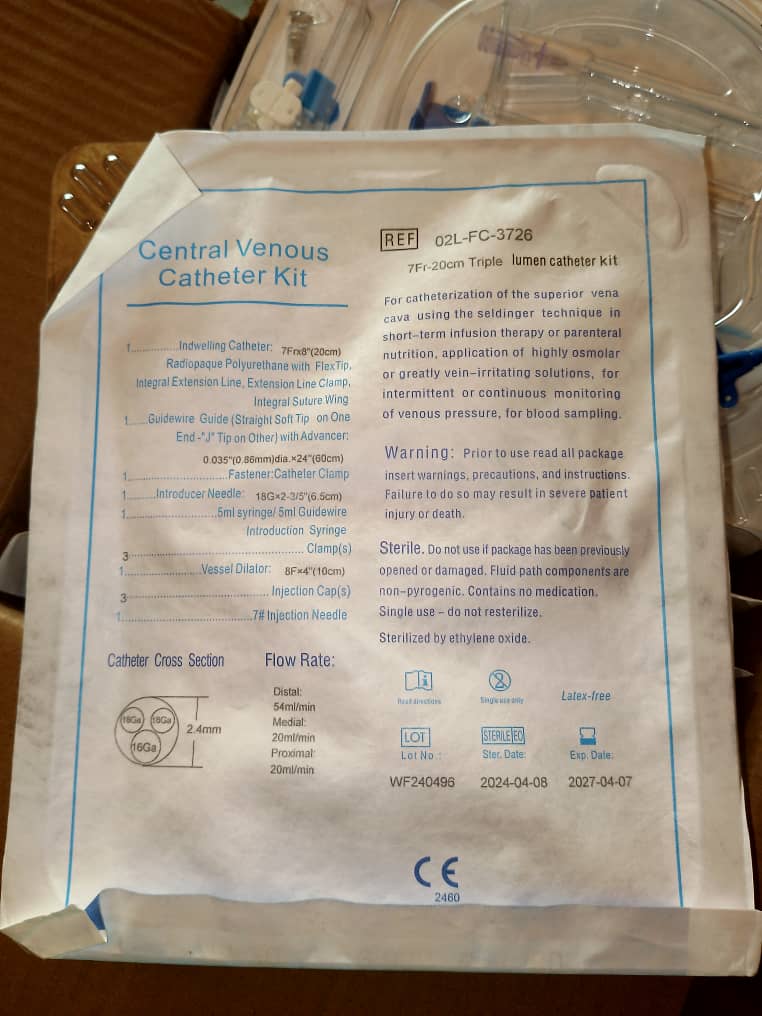 Central Venous
Catheter Kit
1..............Indwelling Catheter: 7Frx8"(20cm)
Radiopaque Polyurethane with FlexTip,
Integral Extension Line, Extension Line Clamp,
Integral Suture Wing
1......Guidewire Guide (Straight Soft Tip on One
End -"J" Tip on Other) with Advancer:
0.035"(0.86mm)dia.×24"(60cm)
1..............................Fastener:Catheter Clamp
1..........Introducer Needle: 18G×2-3/5"(6.5cm)
1...........................5ml syringe/ 5ml Guidewire
Introduction Syringe
3.....................................................Clamp(s)
1........................Vessel Dilator: 8F×4"(10cm)
3...........................................Injection Cap(s)
1......................................7# Injection Needle
Catheter Cross Section
18Ga
18Ga
16Ga
2.4mm
Flow Rate:
Distal:
54ml/min
Medial:
20ml/min
Proximal:
20ml/min
REF 02L-FC-3726
7Fr-20cm Triple lumen catheter kit
For catheterization of the superior vena
cava using the seldinger technique in
short-term infusion therapy or parenteral
nutrition, application of highly osmolar
or greatly vein-irritating solutions, for
intermittent or continuous monitoring
of venous pressure, for blood sampling.
Warning: Prior to use read all package
insert warnings, precautions, and instructions.
Failure to do so may result in severe patient
injury or death.
Sterile. Do not use if package has been previously
opened or damaged. Fluid path components are
non-pyrogenic. Contains no medication.
Single use - do not resterilize.
Sterilized by ethylene oxide.
Read directions
Single use only
Latex-free
LOT
STERILE EO
Lot No.:
Ster. Date:
Exp. Date:
WF240496
2024-04-08
2027-04-07
CE
2460